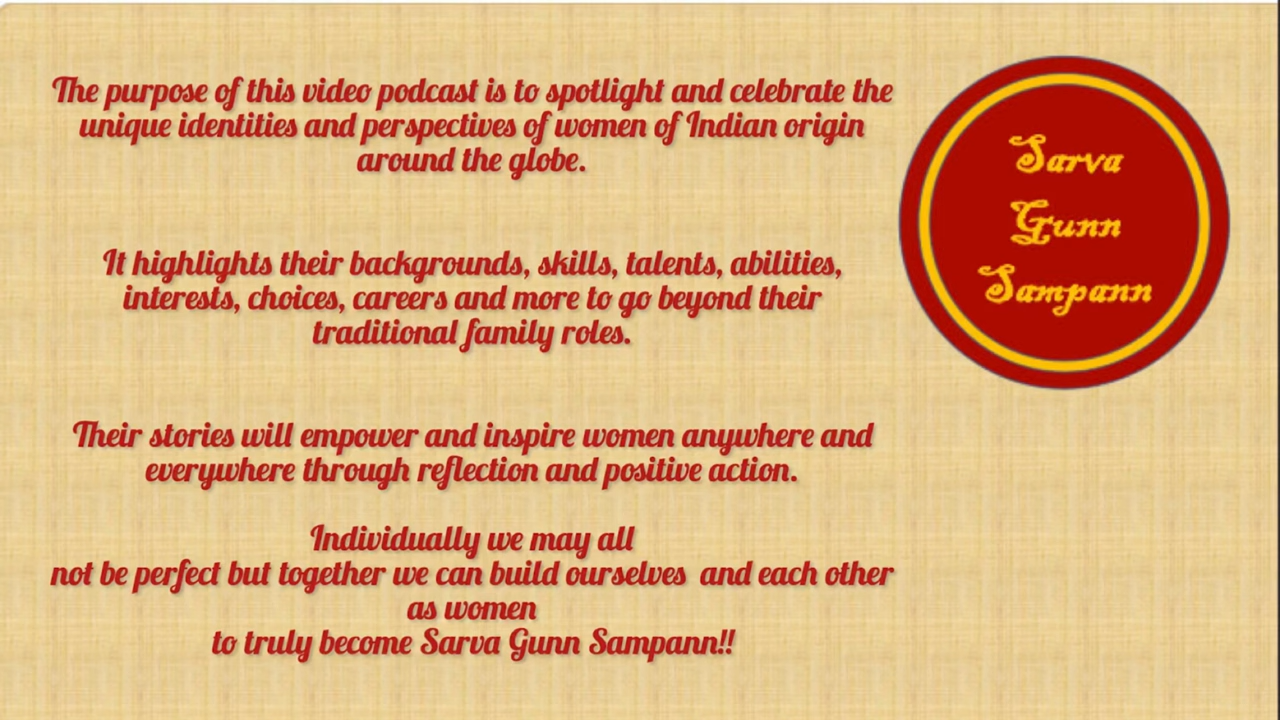 The purpose of this video podcast is to spotlight and celebrate the
unique identities and perspectives of women of Indian origin
around the globe.
It highlights their backgrounds, skills, talents, abilities,
interests, choices, careers and more to go beyond their
traditional family roles.
Their stories will empower and inspire women anywhere and
everywhere through reflection and positive action.
Individually we may all
not be perfect but together we can build ourselves and each other
as women
to truly become Sarva Gunn Sampann!!
Sarva
Gunn
Sampann